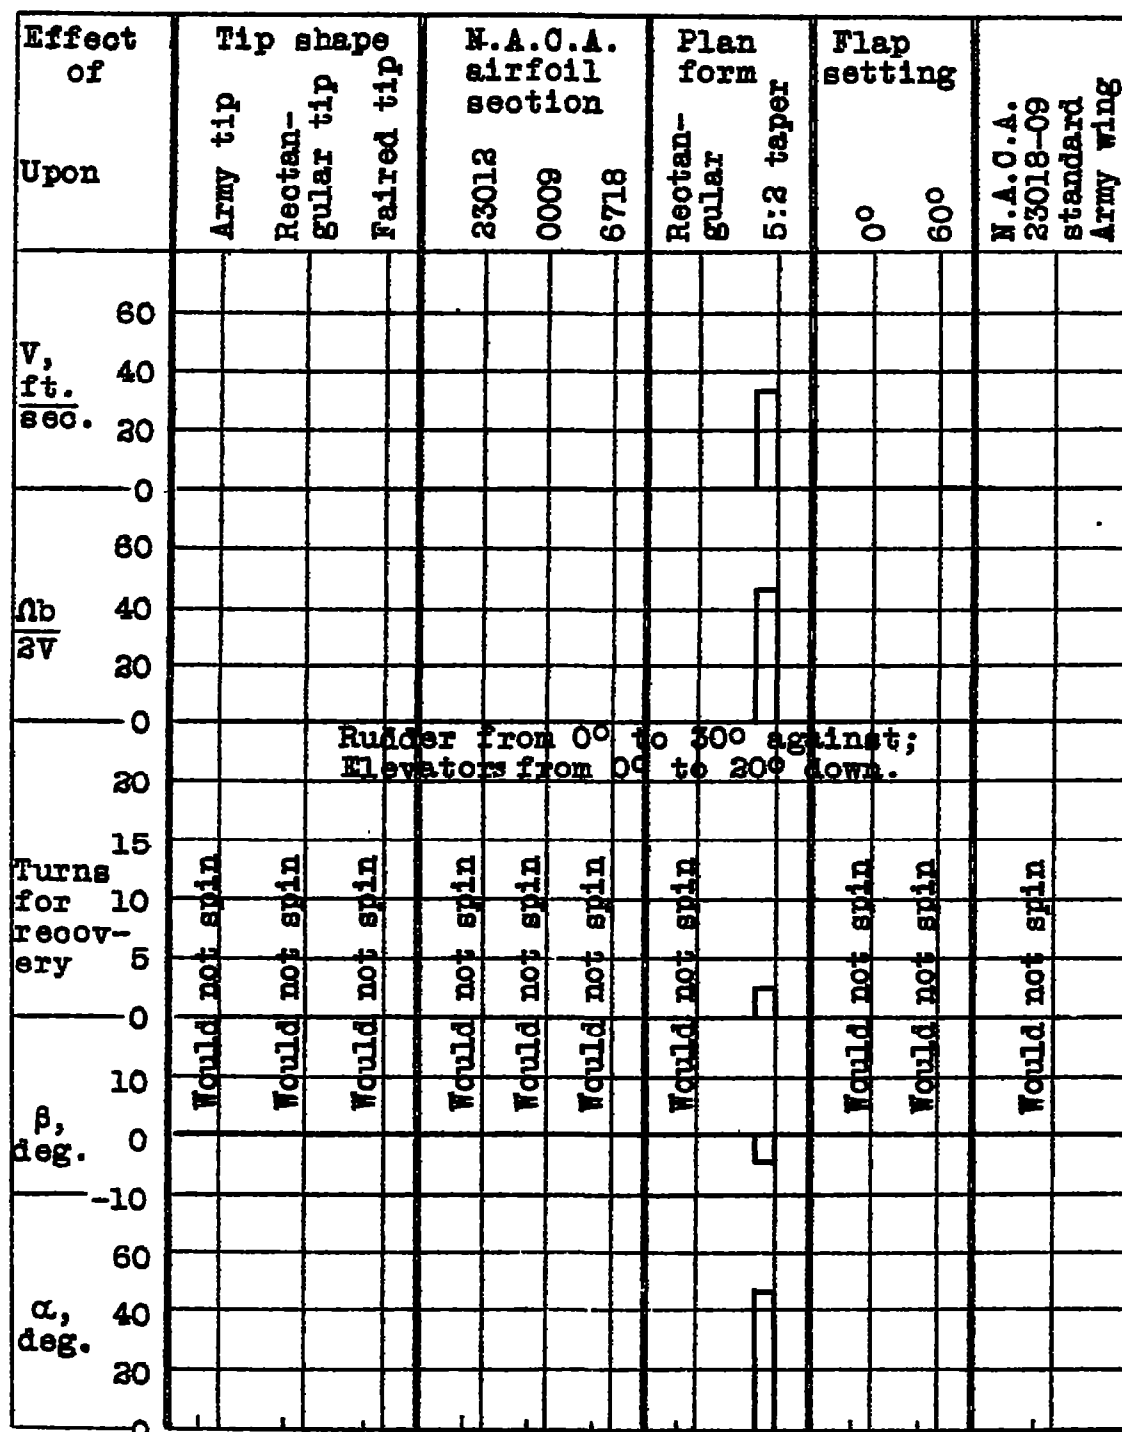 Effect of
Upon
Tip shape
Army tip
Rectan-
gular tip
Faired tip
N.A.C.A.
airfoil
section
23012
0009
6718
Plan
form
Rectan-
gular
5:2 taper
Flap
setting
0°
60°
N.A.C.A.
23018-09
standard
Army wing
V,
ft.
sec.
60
40
20
0
Ωb
2V
60
40
20
0
Rudder from 0° to 30° against;
Elevators from 0° to 20° down.
Turns
for
recov-
ery
20
15
10
5
0
Would not spin
Would not spin
Would not spin
Would not spin
Would not spin
Would not spin
Would not spin
Would not spin
Would not spin
Would not spin
β,
deg.
10
0
-10
α,
deg.
60
40
20
0